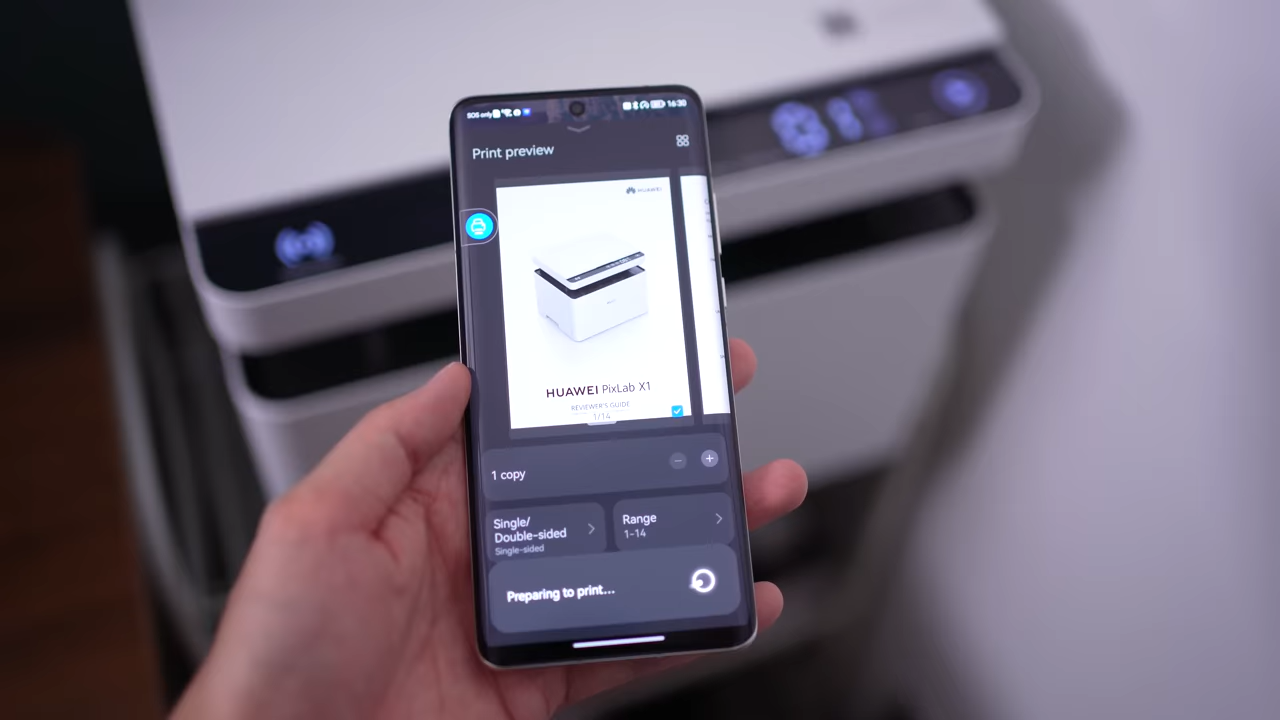 SOS only
16:30
Print preview
HUAWEI
HUAWEI PixLab X1
REVIEWER'S GUIDE
1/14
1 copy
Single/
Double-sided
Single-sided
Range
1-14
Preparing to print...